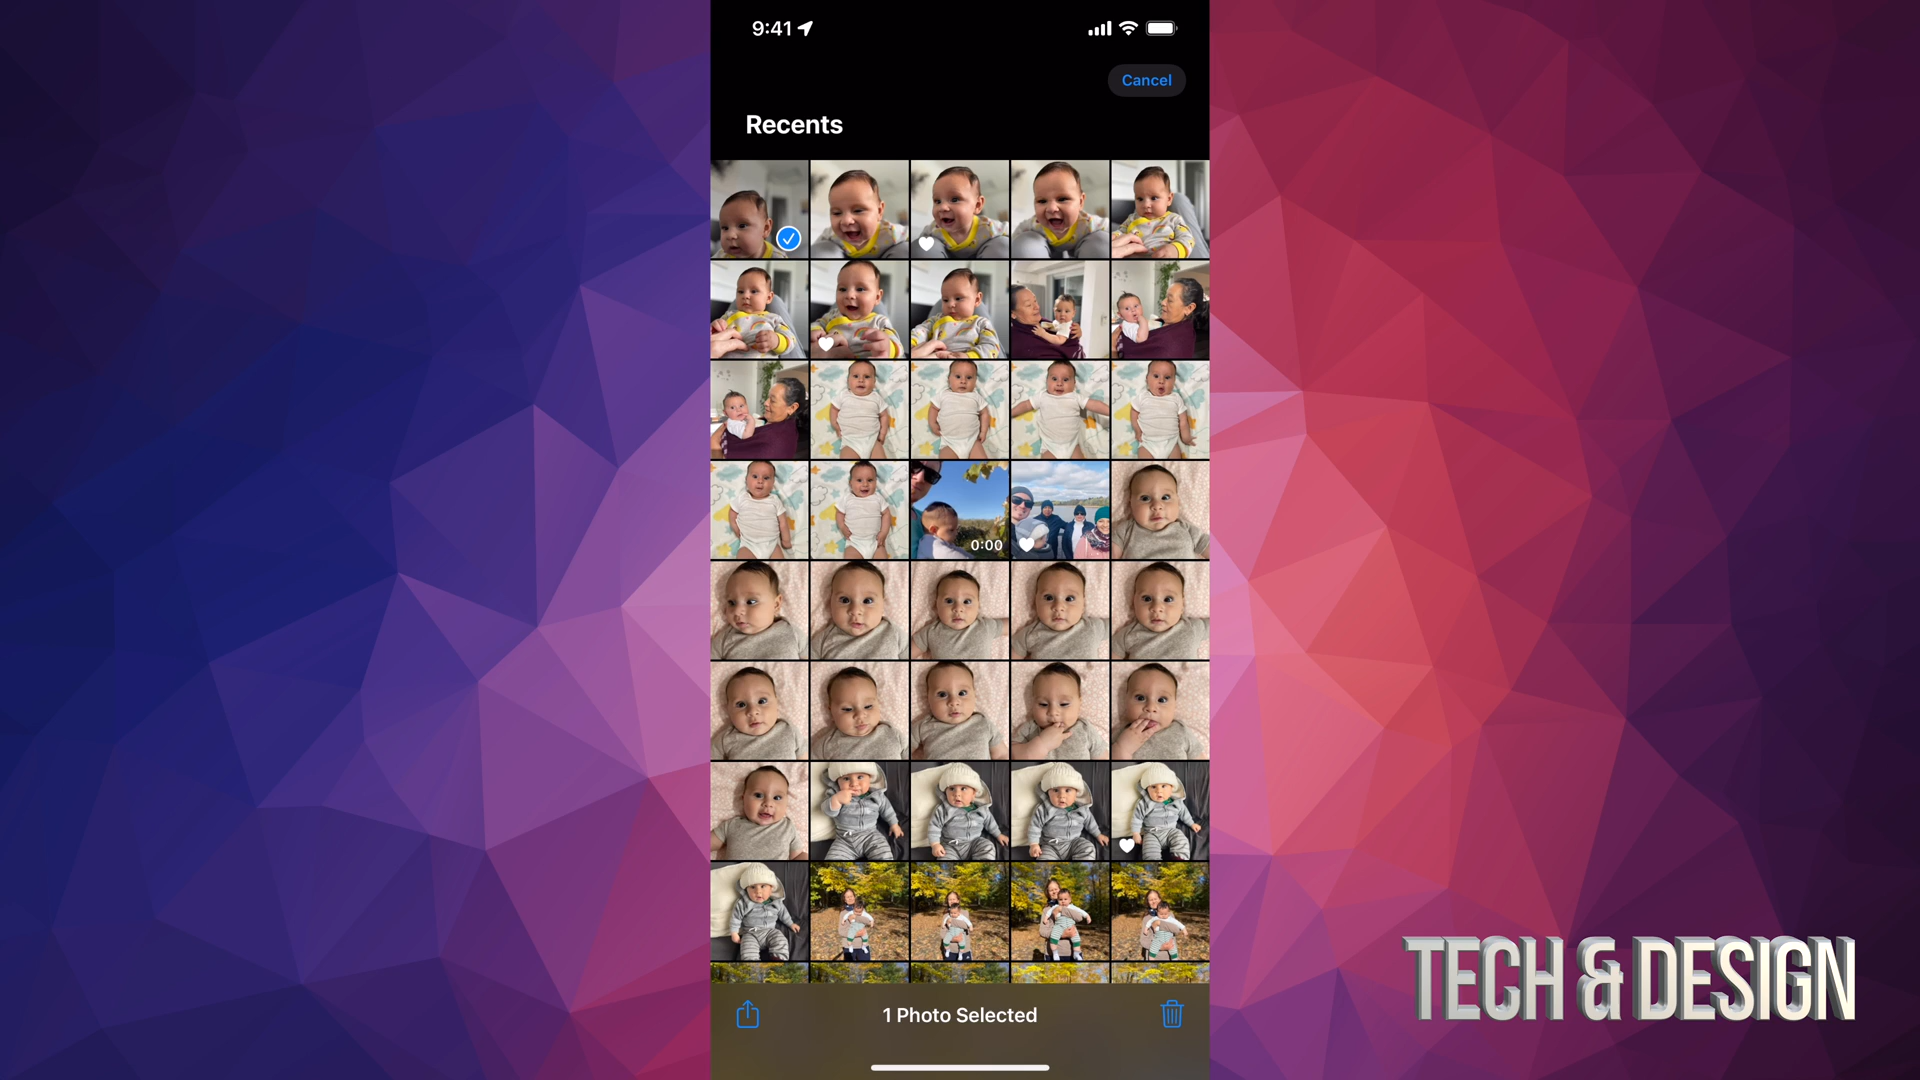 9:41
Cancel
Recents
0:00
1 Photo Selected
TECH & DESIGN